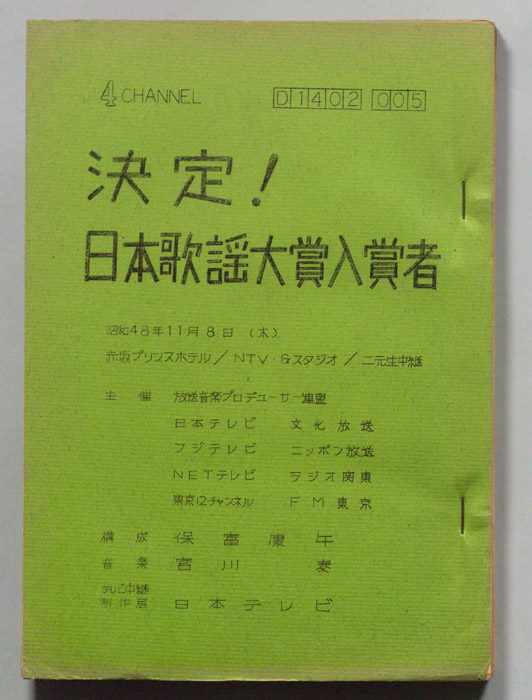 4 CHANNEL D1402 005
決定!
日本歌謡大賞入賞者
昭和48年11月8日(木)
赤坂プリンスホテル/NTV・Gスタジオ/二元生中継
主催 放送音楽プロデューサー連盟
日本テレビ 文化放送
フジテレビ ニッポン放送
NETテレビ ラジオ関東
東京12チャンネル FM東京
構成 保富康午
音楽 宮川泰
テレビ中継
制作 日本テレビ